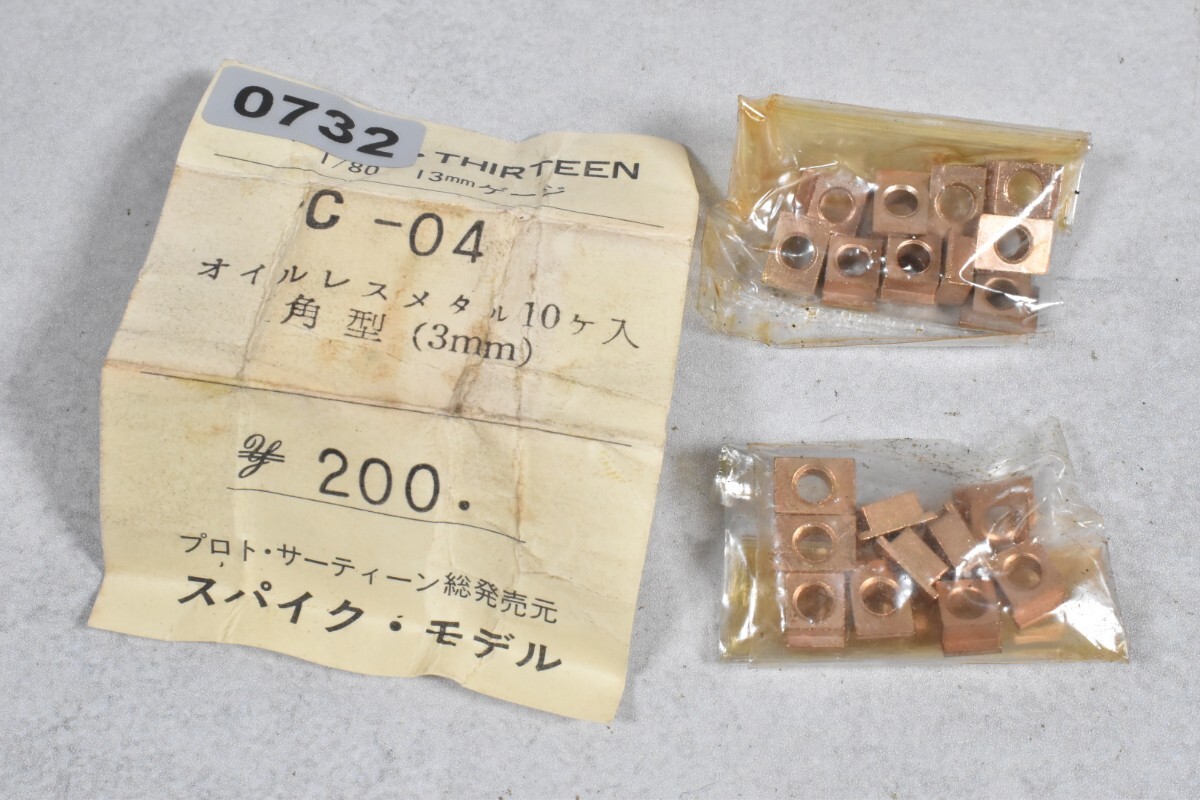 0732
THIRTEEN
1/80 13mmゲージ
C-04
オイルレスメタル10ヶ入
角型 (3mm)
¥ 200.
プロト・サーティーン総発売元
スパイク・モデル